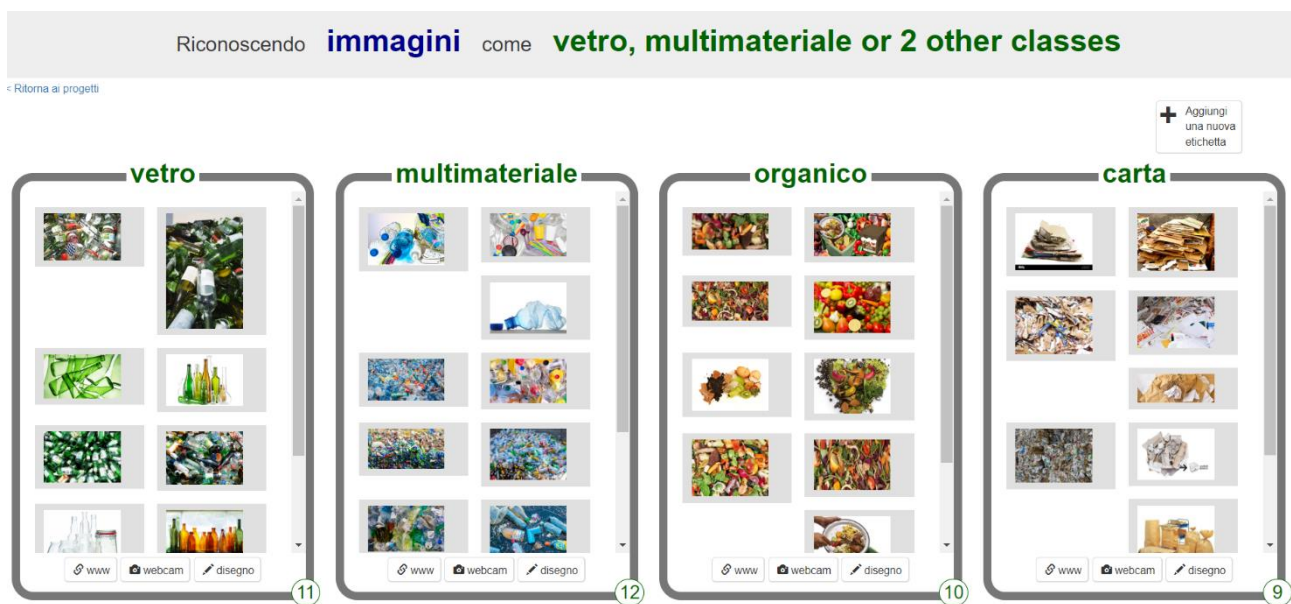 Riconoscendo immagini come vetro, multimateriale or 2 other classes
< Ritorna ai progetti
Aggiungi
una nuova
etichetta
vetro
multimateriale
organico
carta
www webcam disegno
www webcam disegno
www webcam disegno
www webcam disegno
11
12
10
9